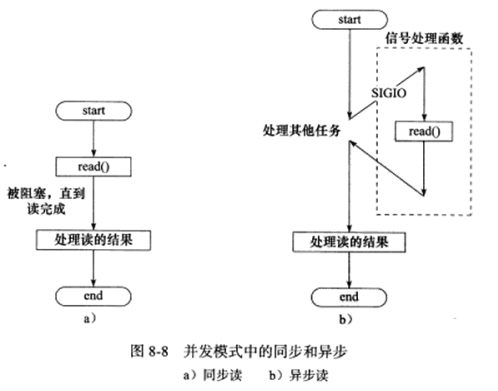 start
read()
被阻塞，直到
读完成
处理读的结果
end
a）
start
信号处理函数
SIGIO
处理其他任务
read()
处理读的结果
end
b）
图 8-8 并发模式中的同步和异步
a）同步读 b）异步读